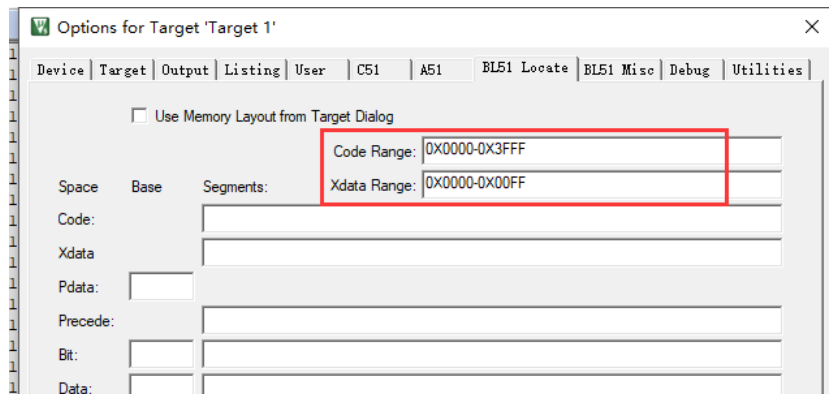 Options for Target 'Target 1'
Device Target Output Listing User C51 A51 BL51 Locate BL51 Misc Debug Utilities
Use Memory Layout from Target Dialog
Code Range: 0X0000-0X3FFF
Space Base Segments: Xdata Range: 0X0000-0X00FF
Code:
Xdata
Pdata:
Precede:
Bit:
Data: